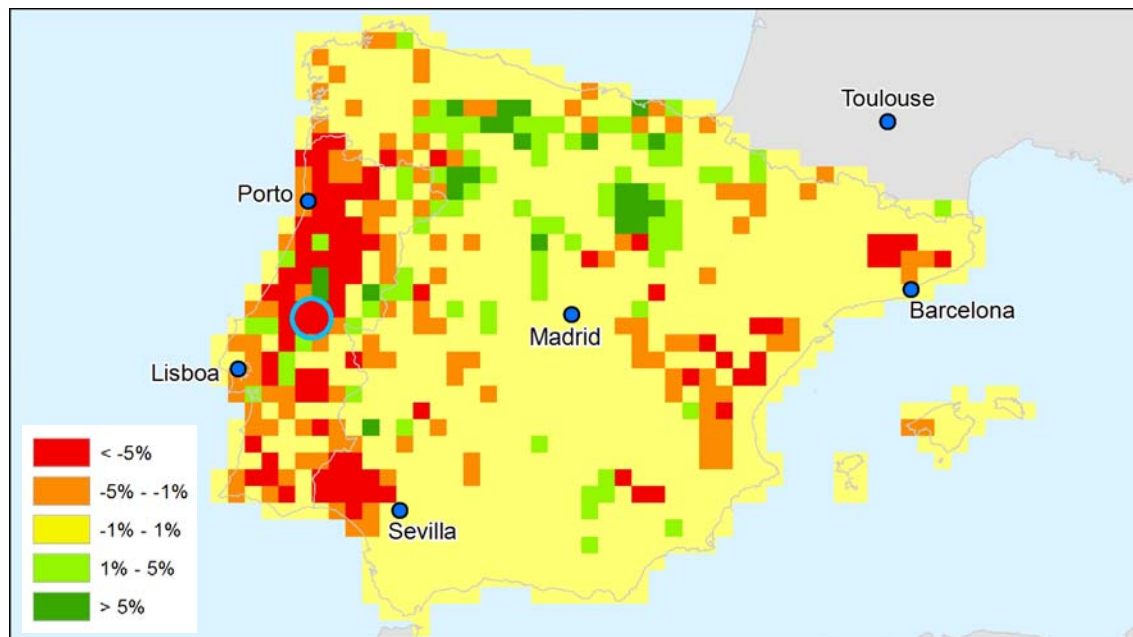 Toulouse
Porto
Barcelona
Madrid
Lisboa
Sevilla
< -5%
-5% - -1%
-1% - 1%
1% - 5%
> 5%